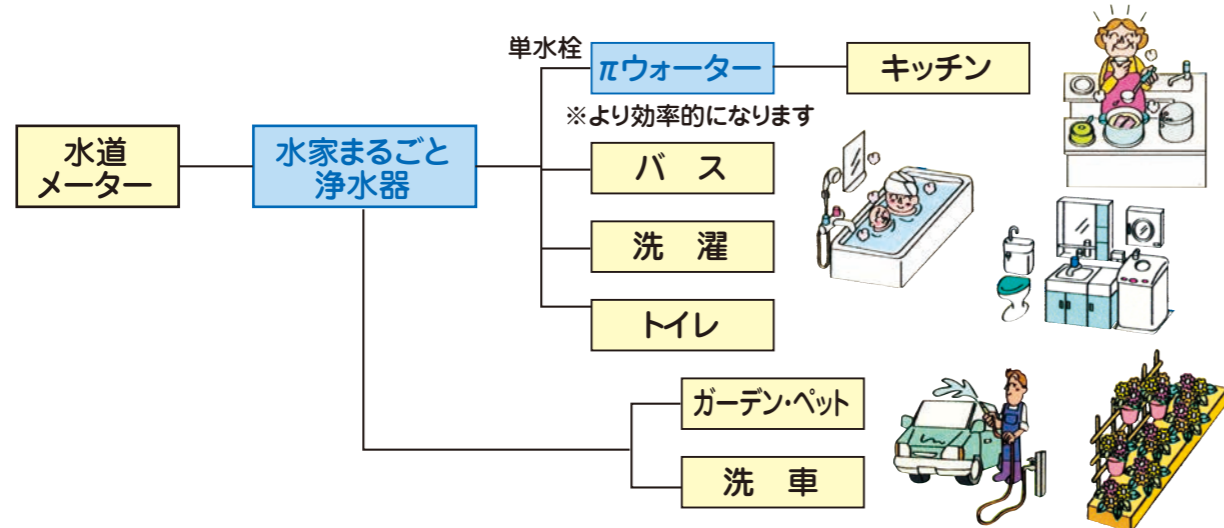 単水栓
πウォーター
キッチン
※より効率的になります
水道
メーター
水家まるごと
浄水器
バ ス
洗 濯
トイレ
ガーデン・ペット
洗 車